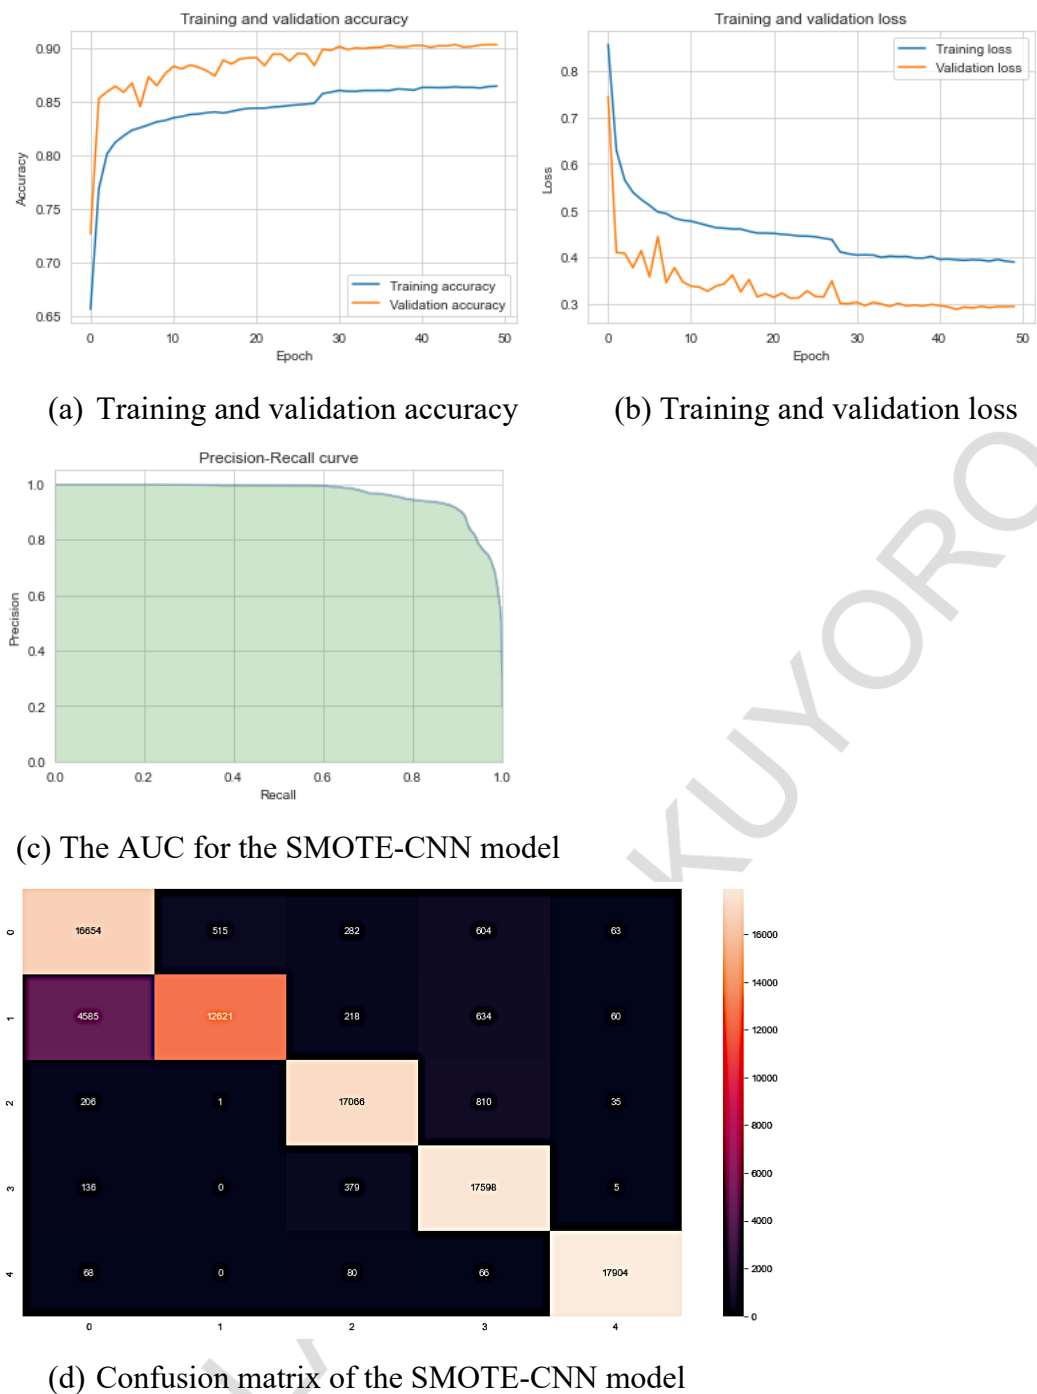 Training and validation accuracy
0.90
0.85
0.80
0.75
0.70
0.65
Accuracy
Training accuracy
Validation accuracy
0 10 20 30 40 50
Epoch
Training and validation loss
0.8
0.7
0.6
0.5
0.4
0.3
Loss
Training loss
Validation loss
0 10 20 30 40 50
Epoch
(a) Training and validation accuracy
(b) Training and validation loss
Precision-Recall curve
1.0
0.8
0.6
0.4
0.2
0.0
Precision
0.0 0.2 0.4 0.6 0.8 1.0
Recall
(c) The AUC for the SMOTE-CNN model
0 16654 515 282 604 63
1 4585 12621 218 634 60
2 206 1 17066 810 35
3 136 0 379 17598 5
4 68 0 80 66 17904
0 1 2 3 4
16000
14000
12000
10000
8000
6000
4000
2000
0
(d) Confusion matrix of the SMOTE-CNN model
KUYORO